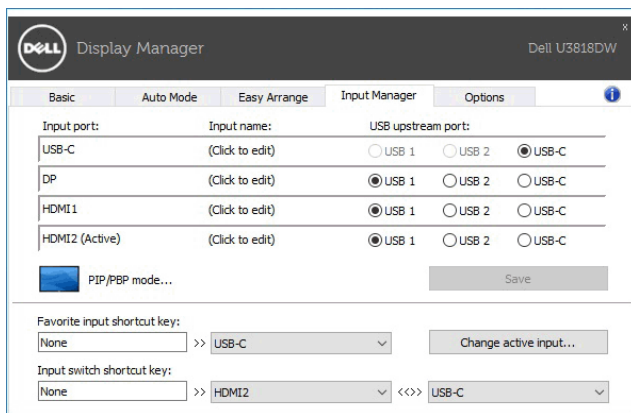 DELL Display Manager Dell U3818DW x
Basic Auto Mode Easy Arrange Input Manager Options i
Input port: Input name: USB upstream port:
USB-C (Click to edit) USB 1 USB 2 USB-C
DP (Click to edit) USB 1 USB 2 USB-C
HDMI1 (Click to edit) USB 1 USB 2 USB-C
HDMI2 (Active) (Click to edit) USB 1 USB 2 USB-C
PIP/PBP mode... Save
Favorite input shortcut key:
None >> USB-C Change active input...
Input switch shortcut key:
None >> HDMI2 <<>> USB-C